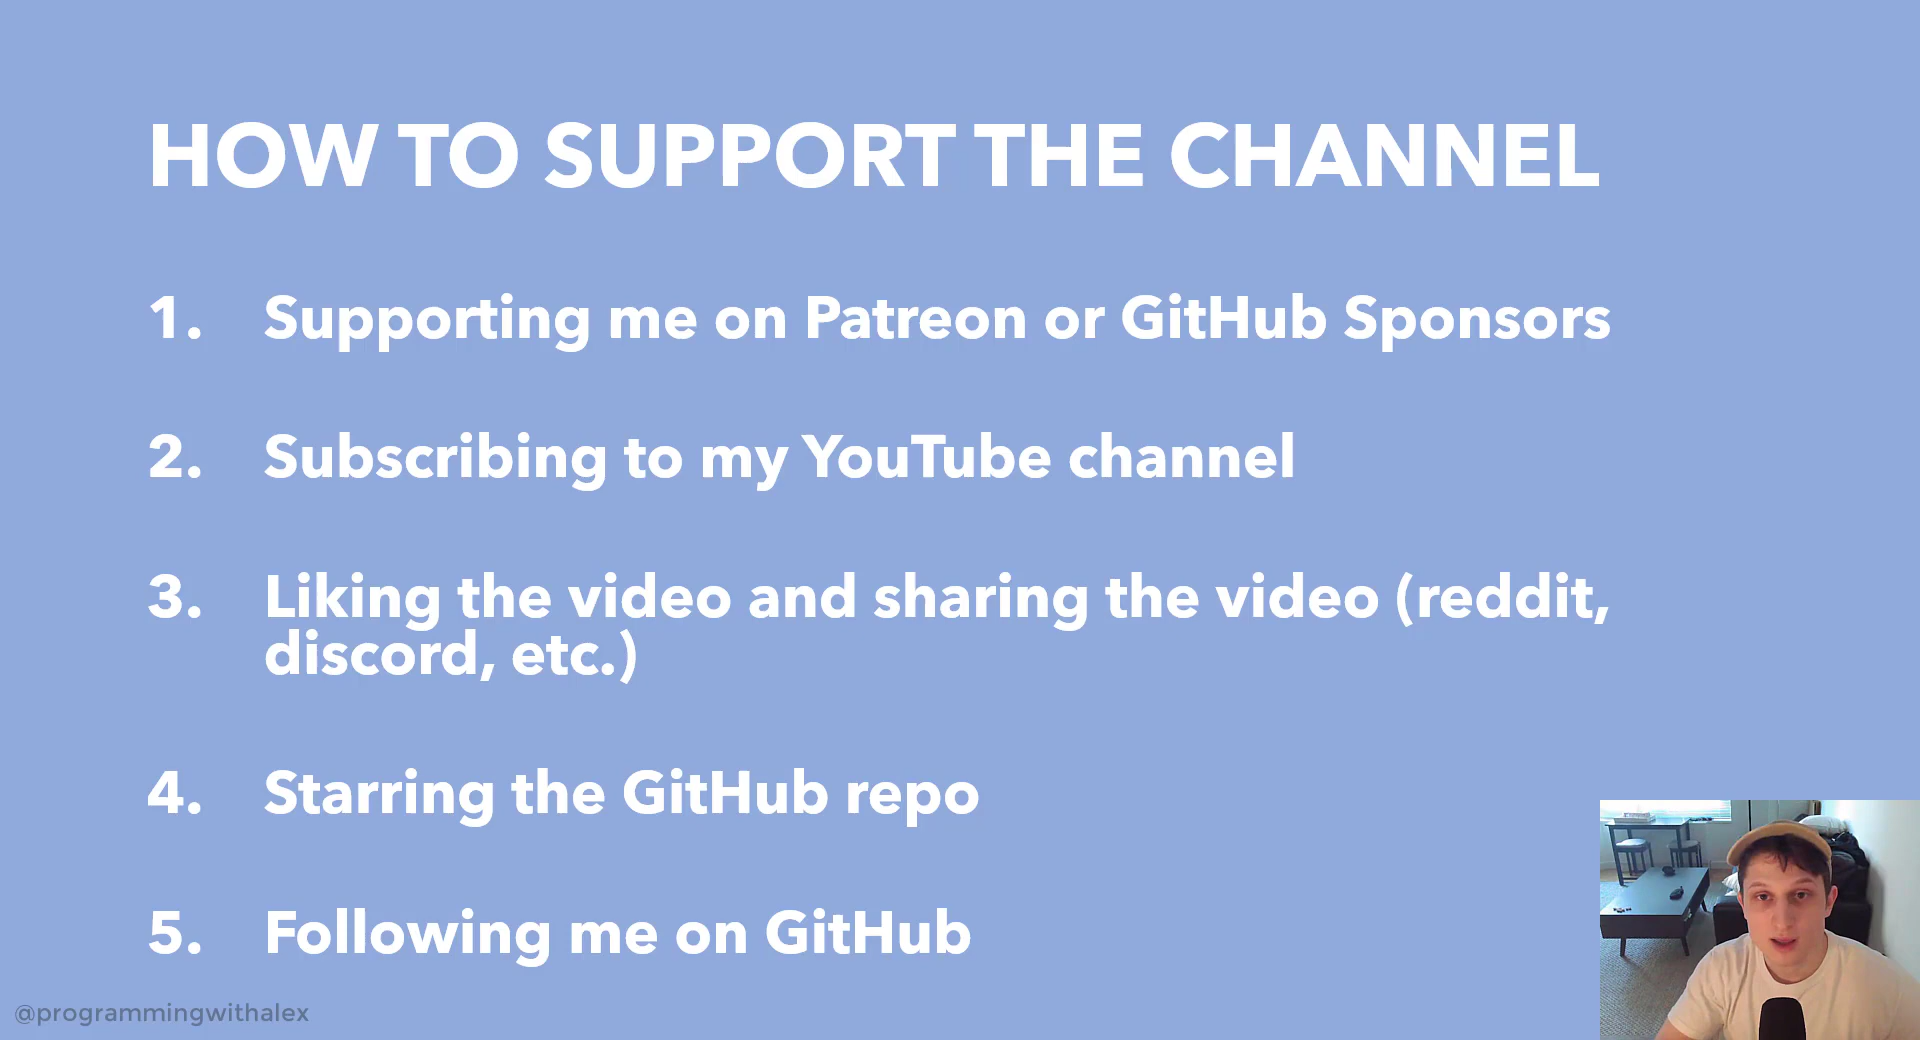 HOW TO SUPPORT THE CHANNEL
1. Supporting me on Patreon or GitHub Sponsors
2. Subscribing to my YouTube channel
3. Liking the video and sharing the video (reddit,
discord, etc.)
4. Starring the GitHub repo
5. Following me on GitHub
@programmingwithalex